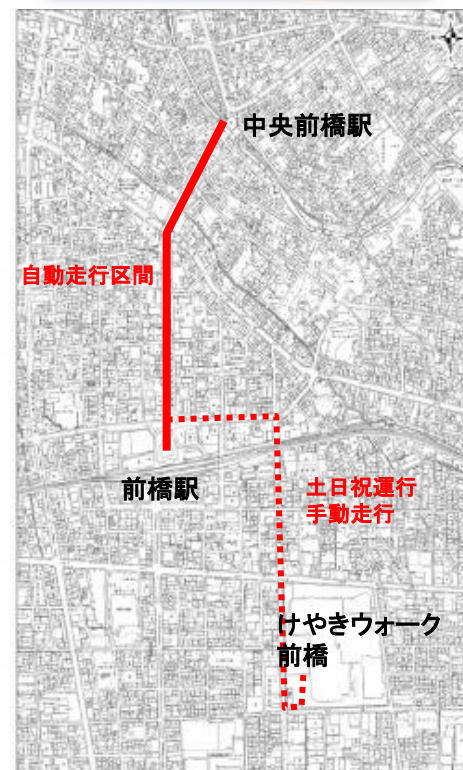 中央前橋駅
自動走行区間
前橋駅
土日祝運行
手動走行
けやきウォーク
前橋